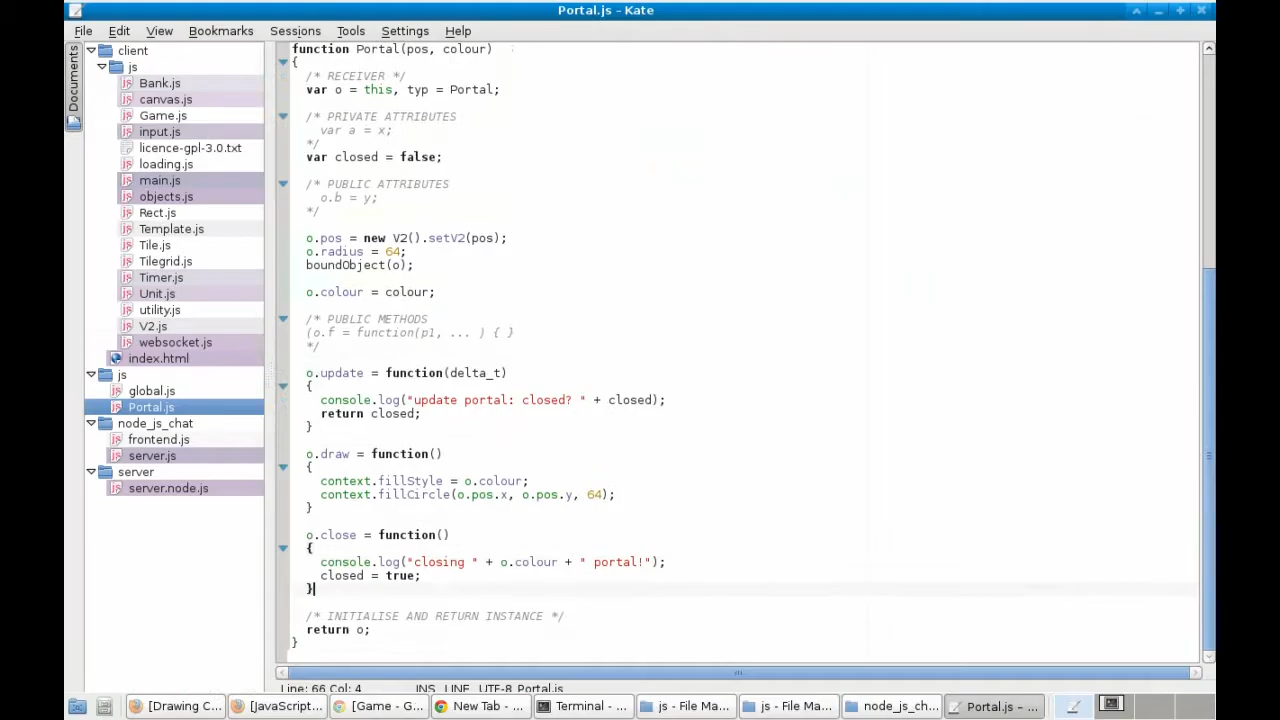 Portal.js – Kate
File Edit View Bookmarks Sessions Tools Settings Help
Documents
client
js
Bank.js
canvas.js
Game.js
input.js
licence-gpl-3.0.txt
loading.js
main.js
objects.js
Rect.js
Template.js
Tile.js
Tilegrid.js
Timer.js
Unit.js
utility.js
V2.js
websocket.js
index.html
js
global.js
Portal.js
node_js_chat
frontend.js
server.js
server
server.node.js
function Portal(pos, colour)
{
/* RECEIVER */
var o = this, typ = Portal;
/* PRIVATE ATTRIBUTES
var a = x;
*/
var closed = false;
/* PUBLIC ATTRIBUTES
o.b = y;
*/
o.pos = new V2().setV2(pos);
o.radius = 64;
boundObject(o);
o.colour = colour;
/* PUBLIC METHODS
(o.f = function(p1, ... ) { }
*/
o.update = function(delta_t)
{
console.log("update portal: closed? " + closed);
return closed;
}
o.draw = function()
{
context.fillStyle = o.colour;
context.fillCircle(o.pos.x, o.pos.y, 64);
}
o.close = function()
{
console.log("closing " + o.colour + " portal!");
closed = true;
}
/* INITIALISE AND RETURN INSTANCE */
return o;
}
Line: 66 Col: 4 INS LINE UTF-8 Portal.js
[Drawing C... [JavaScript... [Game - G... New Tab - ... Terminal - ... js - File Ma... js - File Ma... node_js_ch... Portal.js – ...